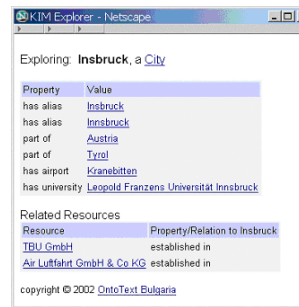 KIM Explorer - Netscape
Exploring: Insbruck, a City
Property Value
has alias Insbruck
has alias Innsbruck
part of Austria
part of Tyrol
has airport Kranebitten
has university Leopold Franzens Universität Innsbruck
Related Resources
Resource Property/Relation to Insbruck
TBU GmbH established in
Air Luftfahrt GmbH & Co KG established in
copyright © 2002 OntoText Bulgaria